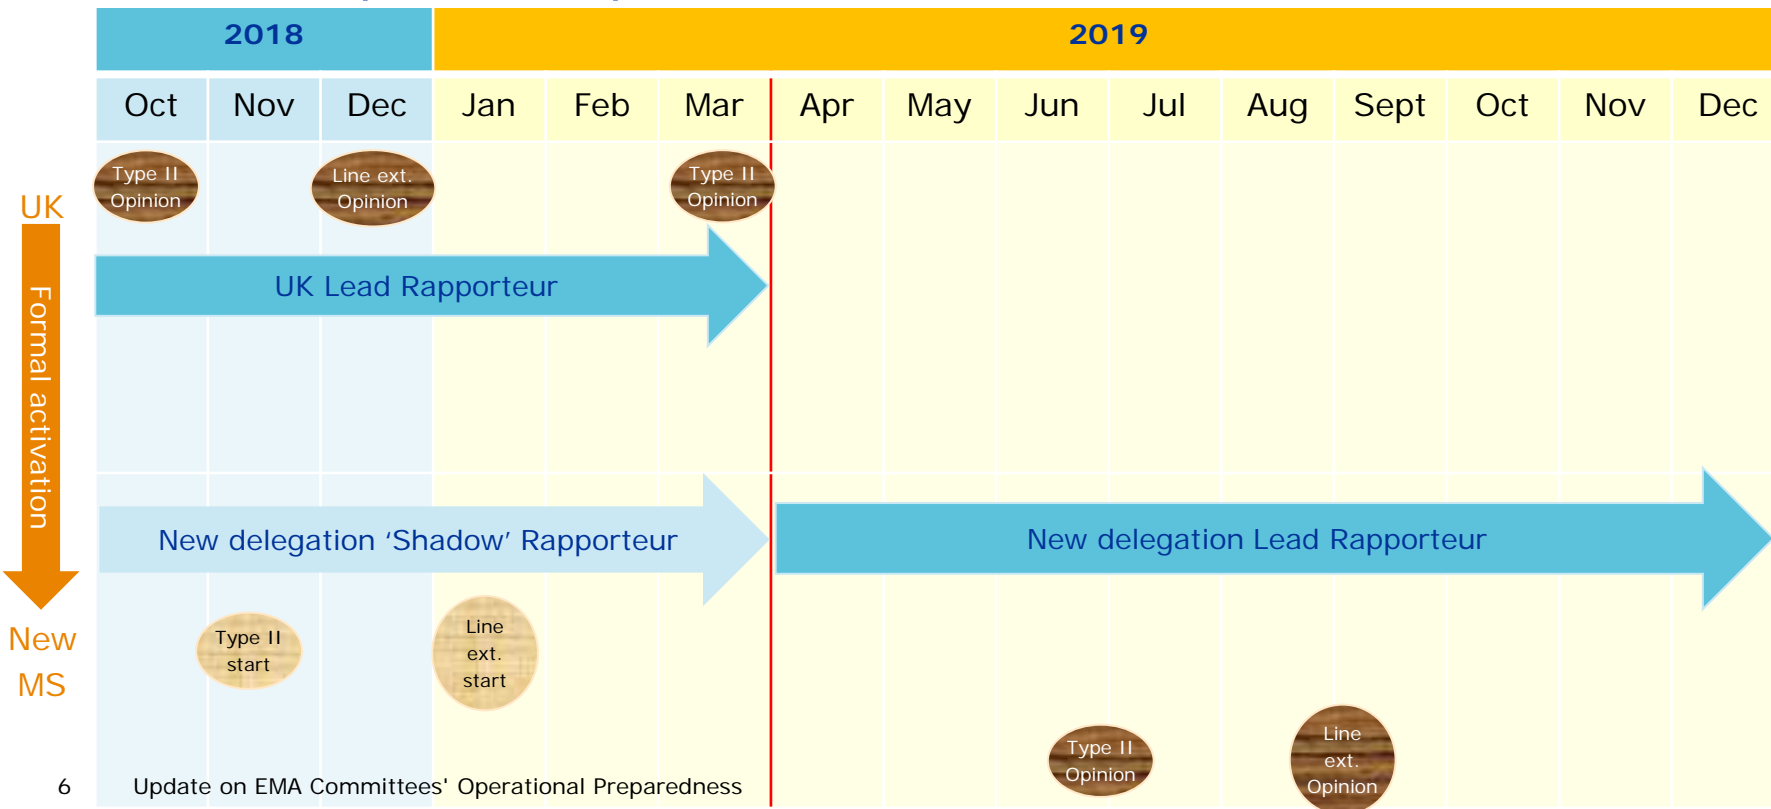 2018 2019
Oct Nov Dec Jan Feb Mar Apr May Jun Jul Aug Sept Oct Nov Dec
UK
Type II
Opinion
Line ext.
Opinion
Type II
Opinion
UK Lead Rapporteur
Formal activation
New delegation ‘Shadow’ Rapporteur
New delegation Lead Rapporteur
New
MS
Type II
start
Line
ext.
start
Type II
Opinion
Line
ext.
Opinion
6 Update on EMA Committees' Operational Preparedness